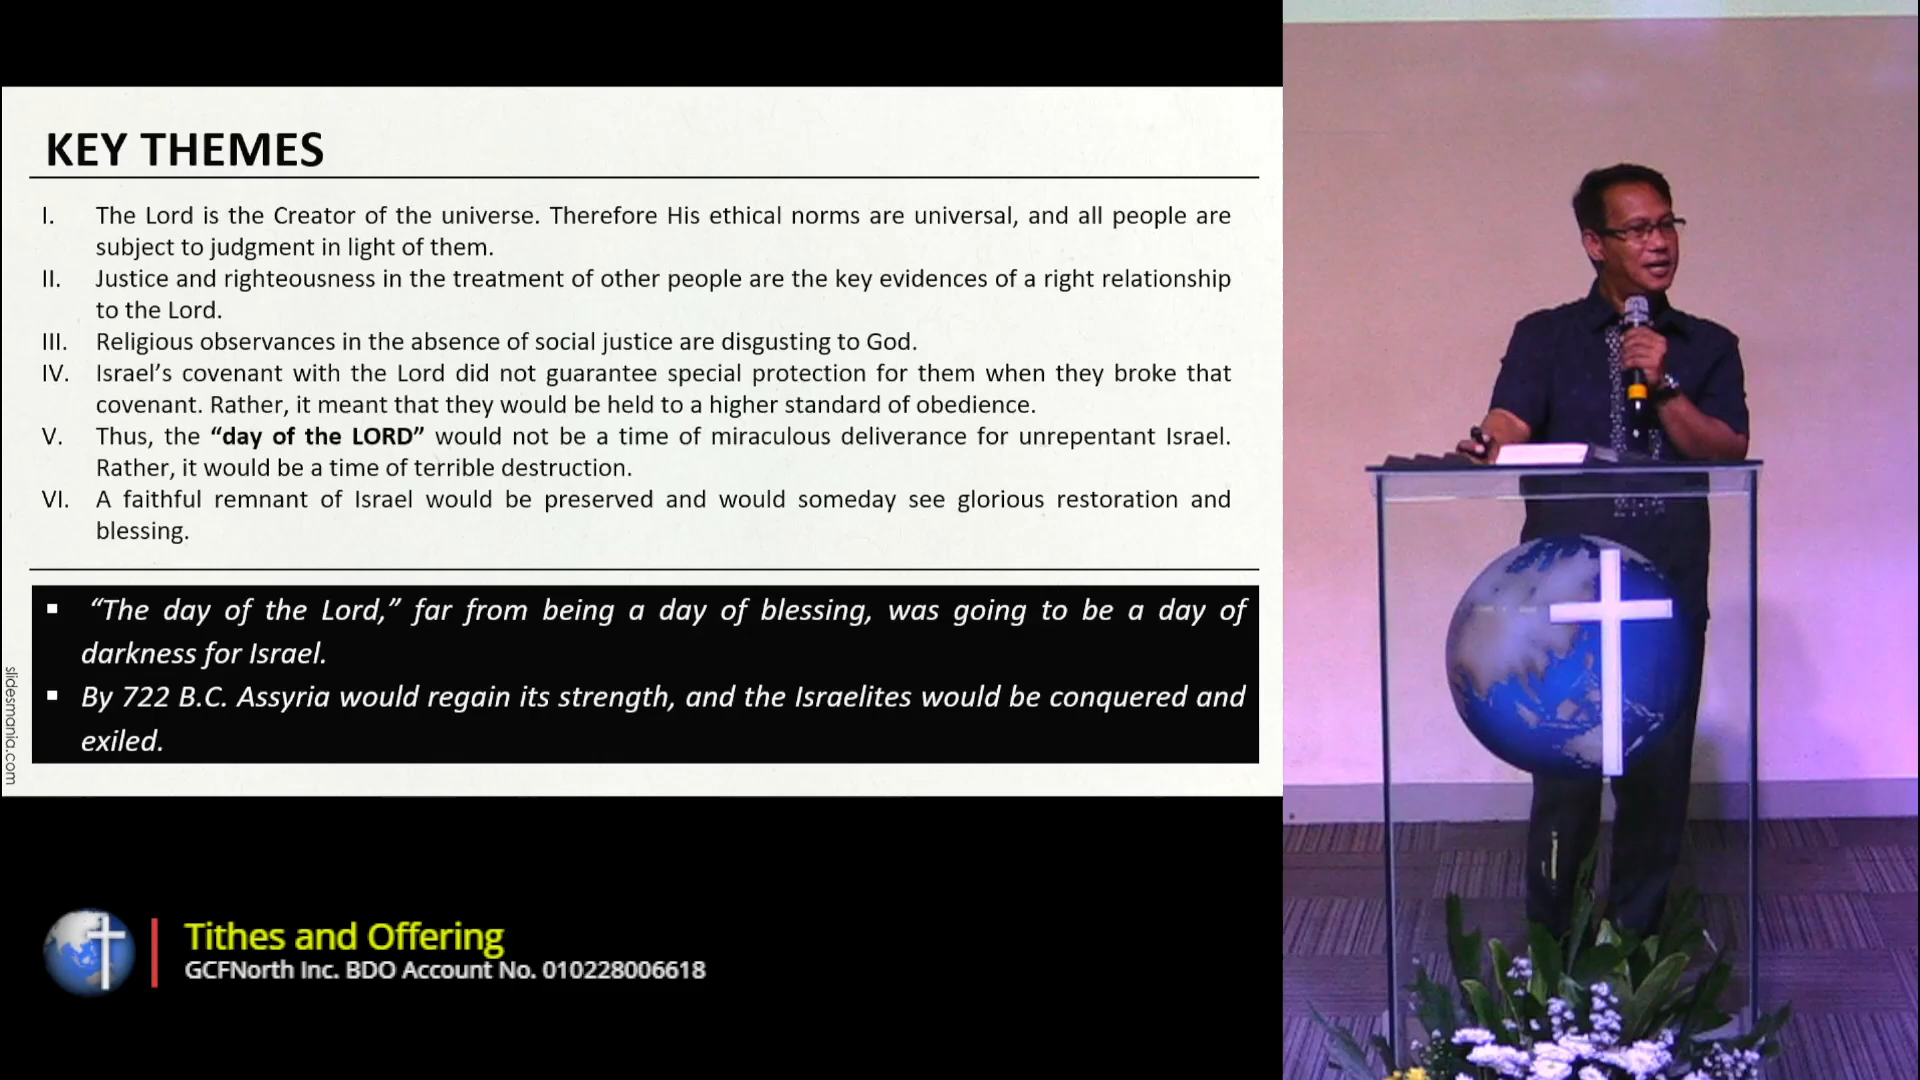 KEY THEMES
I. The Lord is the Creator of the universe. Therefore His ethical norms are universal, and all people are
subject to judgment in light of them.
II. Justice and righteousness in the treatment of other people are the key evidences of a right relationship
to the Lord.
III. Religious observances in the absence of social justice are disgusting to God.
IV. Israel’s covenant with the Lord did not guarantee special protection for them when they broke that
covenant. Rather, it meant that they would be held to a higher standard of obedience.
V. Thus, the “day of the LORD” would not be a time of miraculous deliverance for unrepentant Israel.
Rather, it would be a time of terrible destruction.
VI. A faithful remnant of Israel would be preserved and would someday see glorious restoration and
blessing.
▪ “The day of the Lord,” far from being a day of blessing, was going to be a day of
darkness for Israel.
▪ By 722 B.C. Assyria would regain its strength, and the Israelites would be conquered and
exiled.
slidesmania.com
Tithes and Offering
GCFNorth Inc. BDO Account No. 010228006618